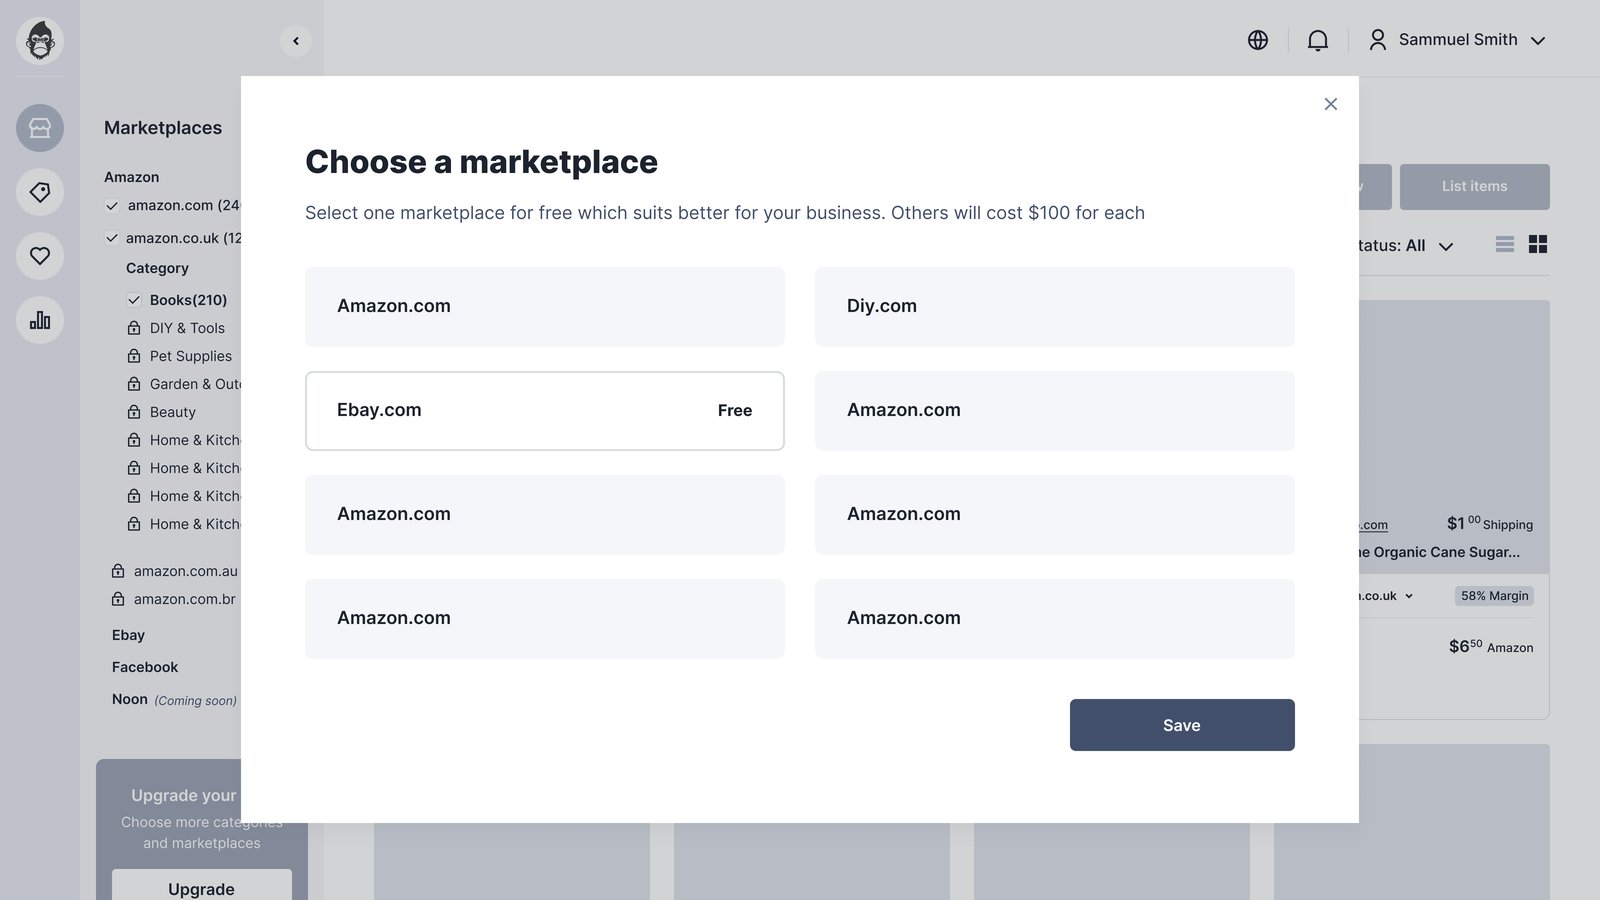 Sammuel Smith
Marketplaces
Amazon
amazon.com (24
amazon.co.uk (12
Category
Books(210)
DIY & Tools
Pet Supplies
Garden & Out
Beauty
Home & Kitch
Home & Kitch
Home & Kitch
Home & Kitch
amazon.com.au
amazon.com.br
Ebay
Facebook
Noon (Coming soon)
Upgrade your
Choose more categories
and marketplaces
Upgrade
Choose a marketplace
Select one marketplace for free which suits better for your business. Others will cost $100 for each
Amazon.com
Diy.com
Ebay.com Free
Amazon.com
Amazon.com
Amazon.com
Amazon.com
Amazon.com
Save
List items
tatus: All
.com
$1 00 Shipping
ne Organic Cane Sugar...
.co.uk
58% Margin
$6 50 Amazon